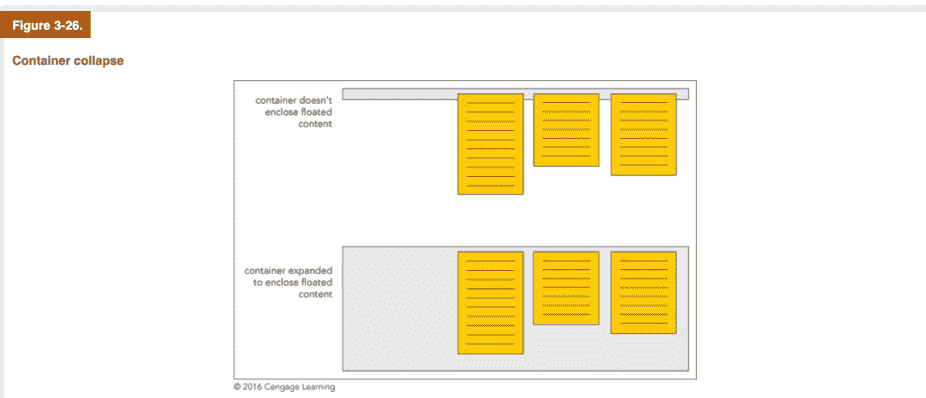 Figure 3-26.
Container collapse
container doesn't
enclose floated
content
container expanded
to enclose floated
content
© 2016 Cengage Learning